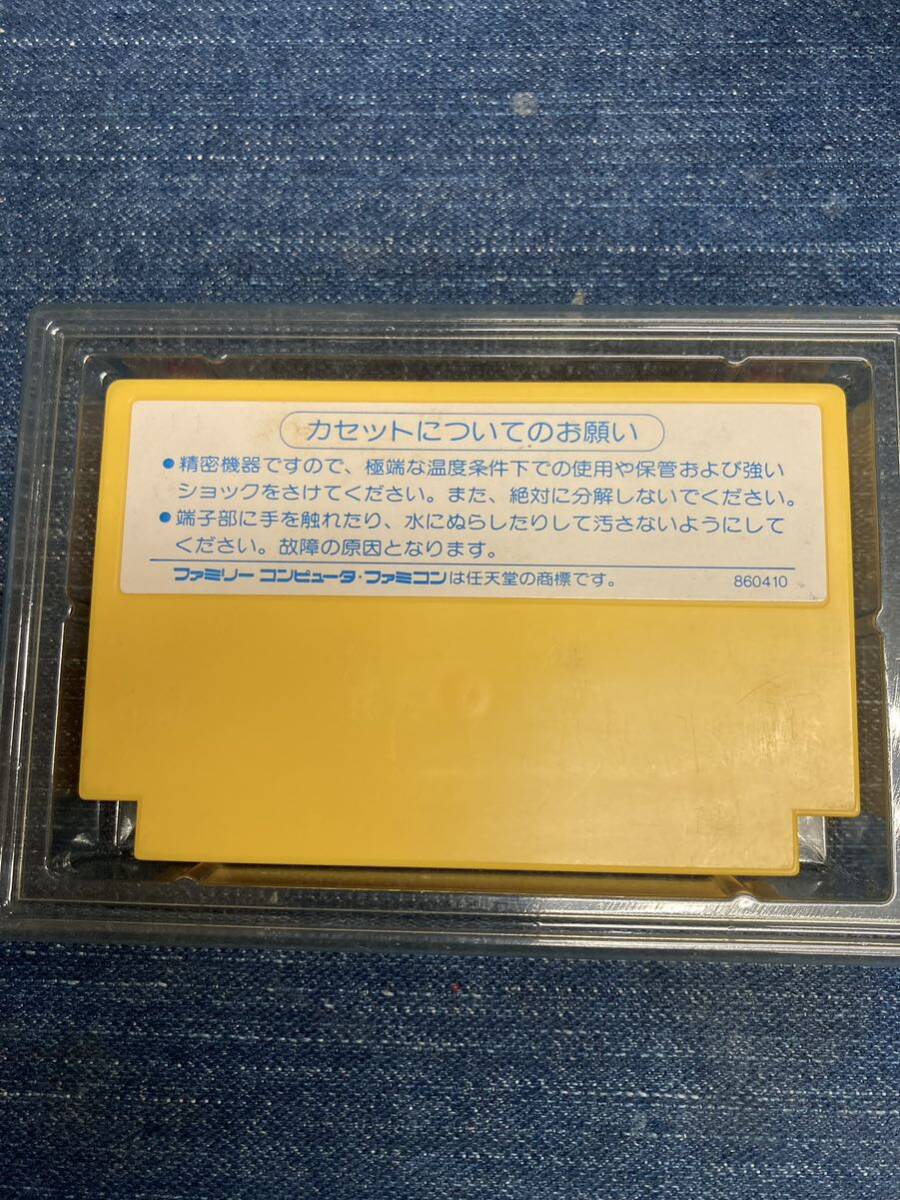 カセットについてのお願い
●精密機器ですので、極端な温度条件下での使用や保管および強い
ショックをさけてください。また、絶対に分解しないでください。
●端子部に手を触れたり、水にぬらしたりして汚さないようにして
ください。故障の原因となります。
ファミリー コンピュータ・ファミコンは任天堂の商標です。 860410